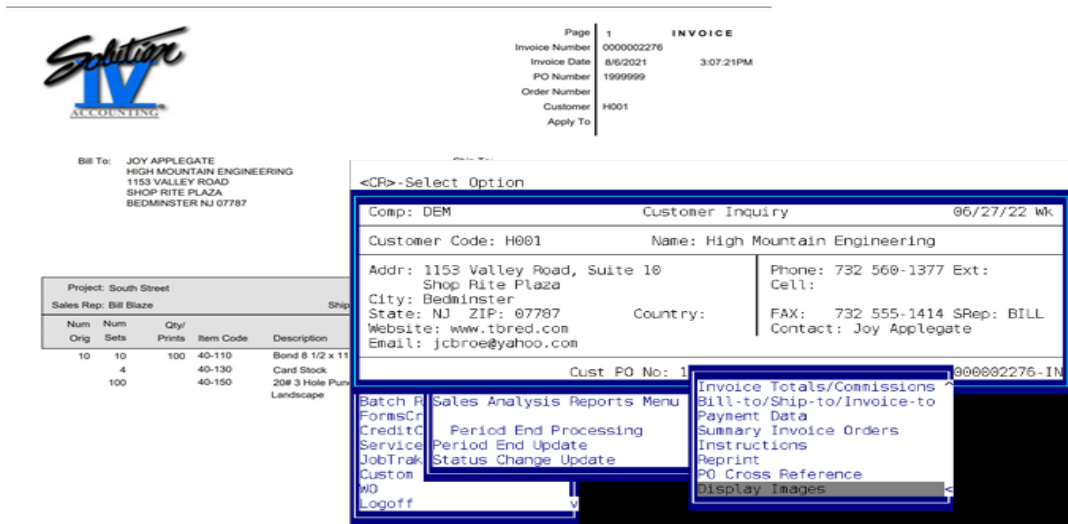 Solution
IV
ACCOUNTING
Page 1 INVOICE
Invoice Number 0000002276
Invoice Date 8/6/2021 3:07:21PM
PO Number 1999999
Order Number
Customer H001
Apply To
Bill To: JOY APPLEGATE
HIGH MOUNTAIN ENGINEERING
1153 VALLEY ROAD
SHOP RITE PLAZA
BEDMINSTER NJ 07787
Project: South Street
Sales Rep: Bill Blaze Ship
Num Num Qty/
Orig Sets Prints Item Code Description
10 10 100 40-110 Bond 8 1/2 x 11
4 40-130 Card Stock
100 40-150 20# 3 Hole Pun
Landscape
<CR>-Select Option
Comp: DEM Customer Inquiry 06/27/22 Wk
Customer Code: H001 Name: High Mountain Engineering
Addr: 1153 Valley Road, Suite 10 Phone: 732 560-1377 Ext:
Shop Rite Plaza Cell:
City: Bedminster
State: NJ ZIP: 07787 Country: FAX: 732 555-1414 SRep: BILL
Website: www.tbred.com Contact: Joy Applegate
Email: jcbroe@yahoo.com
Cust PO No: 1 000002276-IN
Batch R Sales Analysis Reports Menu
FormsCr
CreditC Period End Processing
Service Period End Update
JobTrak Status Change Update
Custom
WO
Logoff v
Invoice Totals/Commissions ^
Bill-to/Ship-to/Invoice-to
Payment Data
Summary Invoice Orders
Instructions
Reprint
PO Cross Reference
Display Images <